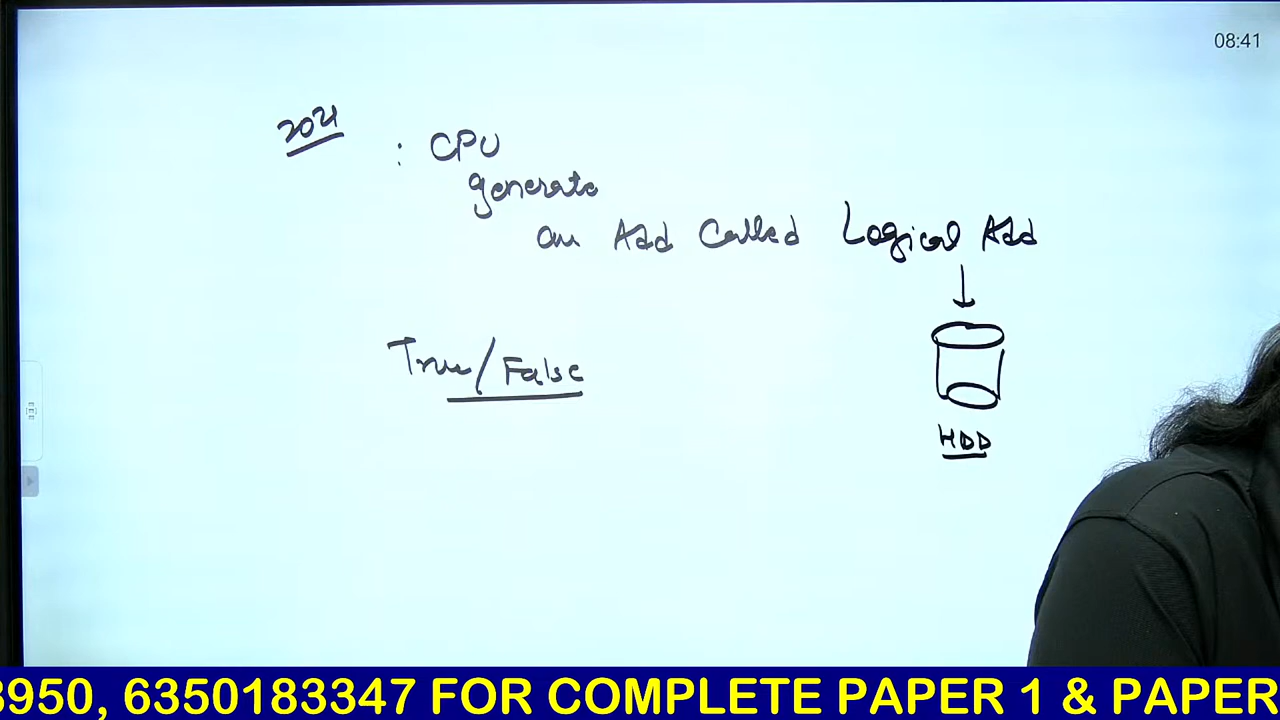 08:41
2021
: CPU
generate
an Add Called Logical Add
True/False
HDD
3950, 6350183347 FOR COMPLETE PAPER 1 & PAPER